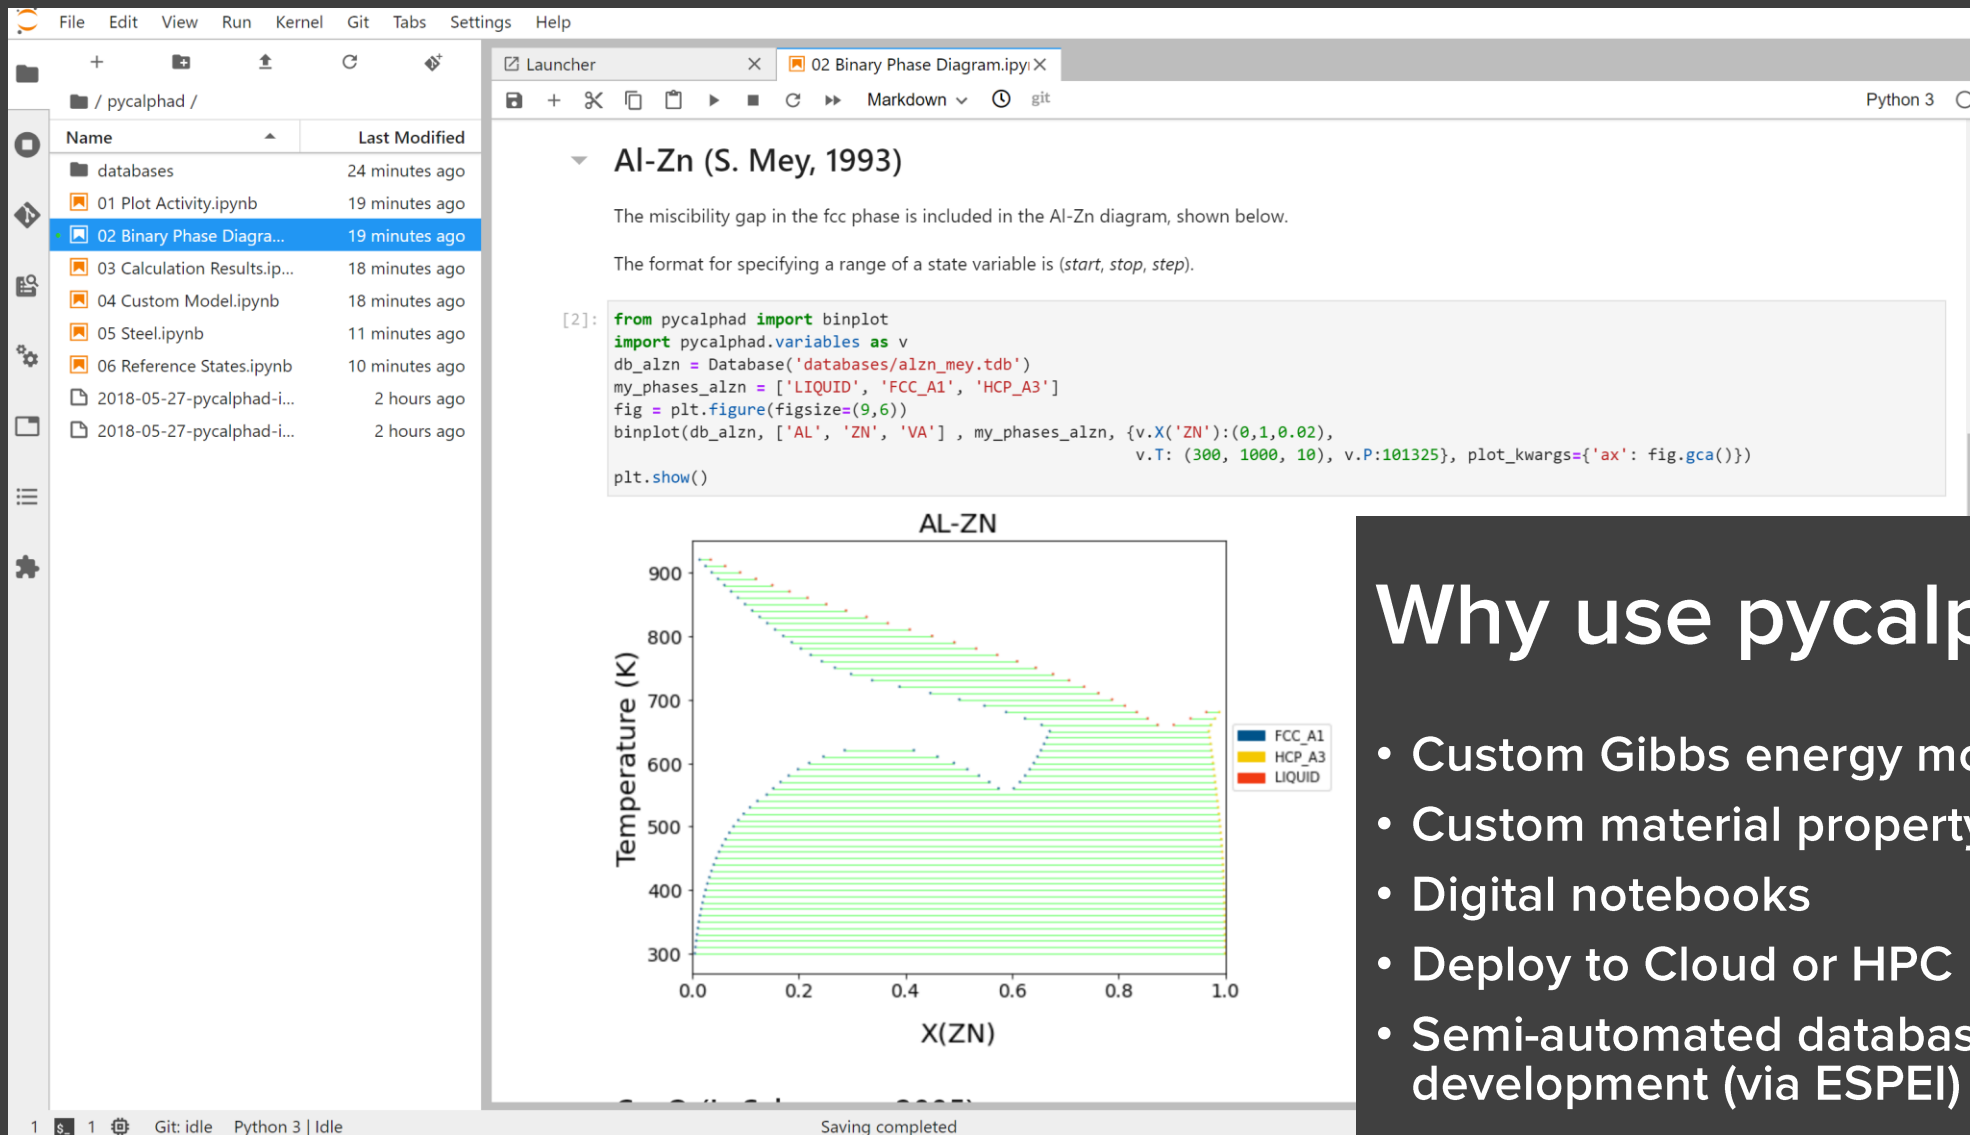 File Edit View Run Kernel Git Tabs Settings Help
Launcher
02 Binary Phase Diagram.ipyn
/ pycalphad /
Markdown
git
Python 3
Name Last Modified
databases 24 minutes ago
01 Plot Activity.ipynb 19 minutes ago
02 Binary Phase Diagra... 19 minutes ago
03 Calculation Results.ip... 18 minutes ago
04 Custom Model.ipynb 18 minutes ago
05 Steel.ipynb 11 minutes ago
06 Reference States.ipynb 10 minutes ago
2018-05-27-pycalphad-i... 2 hours ago
2018-05-27-pycalphad-i... 2 hours ago
Al-Zn (S. Mey, 1993)
The miscibility gap in the fcc phase is included in the Al-Zn diagram, shown below.
The format for specifying a range of a state variable is (start, stop, step).
[2]:
from pycalphad import binplot
import pycalphad.variables as v
db_alzn = Database('databases/alzn_mey.tdb')
my_phases_alzn = ['LIQUID', 'FCC_A1', 'HCP_A3']
fig = plt.figure(figsize=(9,6))
binplot(db_alzn, ['AL', 'ZN', 'VA'] , my_phases_alzn, {v.X('ZN'):(0,1,0.02),
v.T: (300, 1000, 10), v.P:101325}, plot_kwargs={'ax': fig.gca()})
plt.show()
AL-ZN
900
800
700
600
500
400
300
Temperature (K)
0.0 0.2 0.4 0.6 0.8 1.0
X(ZN)
FCC_A1
HCP_A3
LIQUID
Why use pycalp
• Custom Gibbs energy mo
• Custom material property
• Digital notebooks
• Deploy to Cloud or HPC
• Semi-automated databas
development (via ESPEI)
1 $_ 1 Git: idle Python 3 | Idle
Saving completed